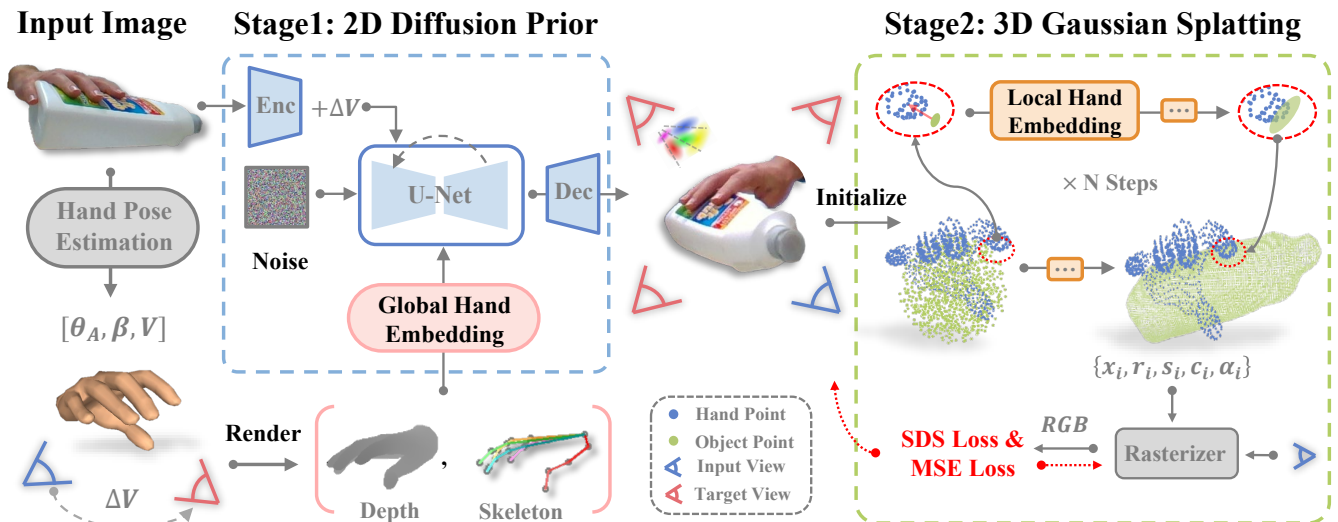 Input Image
Stage1: 2D Diffusion Prior
Stage2: 3D Gaussian Splatting
Enc
+ΔV
U-Net
Dec
Noise
Global Hand
Embedding
Hand Pose
Estimation
[θ_A, β, V]
ΔV
Render
Depth
,
Skeleton
Initialize
Local Hand
Embedding
...
× N Steps
...
{x_i, r_i, s_i, c_i, α_i}
Hand Point
Object Point
Input View
Target View
SDS Loss &
MSE Loss
RGB
Rasterizer